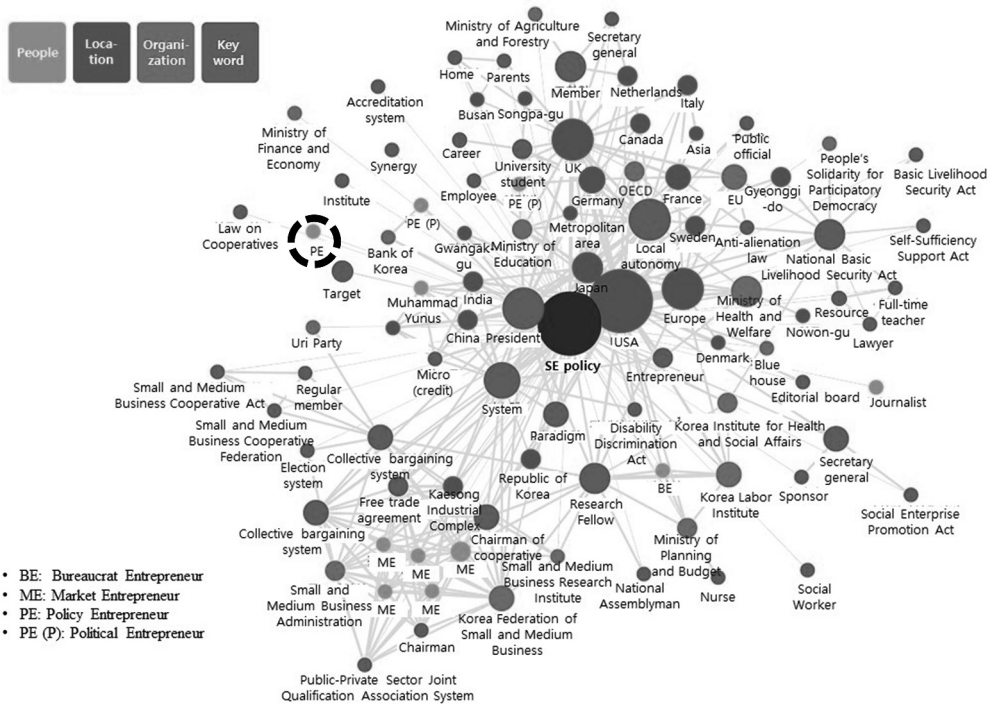 People
Loca-
tion
Organi-
zation
Key
word
Ministry of Agriculture
and Forestry
Secretary
general
Home
Parents
Member
Netherlands
Italy
Accreditation
system
Busan
Songpa-gu
Ministry of
Finance and
Economy
Synergy
Career
University
student
UK
Canada
Asia
Public
official
People's
Solidarity for
Participatory
Democracy
Basic Livelihood
Security Act
Institute
Employee
PE (P)
Germany
OECD
France
EU
Gyeonggi
-do
Law on
Cooperatives
PE
PE (P)
Bank of
Korea
Gwangak-
gu
Ministry of
Education
Metropolitan
area
Local
autonomy
Sweden
Anti-alienation
law
National Basic
Livelihood Security Act
Self-Sufficiency
Support Act
Target
Muhammad
Yunus
India
Japan
Europe
Ministry of
Health and
Welfare
Resource
Full-time
teacher
Nowon-gu
Lawyer
Uri Party
China
President
USA
SE policy
Entrepreneur
Denmark
Blue
house
Editorial board
Journalist
Small and Medium
Business Cooperative Act
Regular
member
Micro
(credit)
System
Small and Medium
Business Cooperative
Federation
Election
system
Collective bargaining
system
Paradigm
Disability
Discrimination
Act
Korea Institute for Health
and Social Affairs
Secretary
general
Republic of
Korea
Research
Fellow
BE
Korea Labor
Institute
Sponsor
Social Enterprise
Promotion Act
Free trade
agreement
Kaesong
Industrial
Complex
Collective bargaining
system
Chairman of
cooperative
ME
ME
ME
ME
ME
Small and Medium
Business Research
Institute
Ministry of
Planning
and Budget
National
Assemblyman
Nurse
Social
Worker
Small and
Medium Business
Administration
Chairman
Korea Federation of
Small and Medium
Business
Public-Private Sector Joint
Qualification Association System
• BE: Bureaucrat Entrepreneur
• ME: Market Entrepreneur
• PE: Policy Entrepreneur
• PE (P): Political Entrepreneur